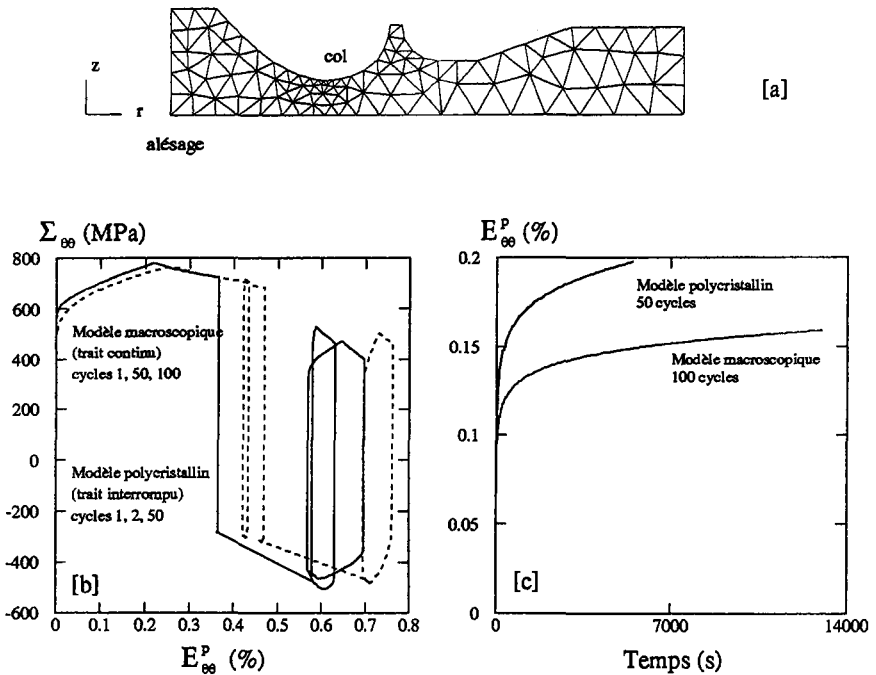 col
z
r
[a]
alésage
Σθθ (MPa)
800
600
400
200
0
-200
-400
-600
Modèle macroscopique
(trait continu)
cycles 1, 50, 100
Modèle polycristallin
(trait interrompu)
cycles 1, 2, 50
[b]
0 0.1 0.2 0.3 0.4 0.5 0.6 0.7 0.8
E^p_θθ (%)
E^p_θθ (%)
0.2
0.15
0.1
0.05
0
Modèle polycristallin
50 cycles
Modèle macroscopique
100 cycles
[c]
0 7000 14000
Temps (s)